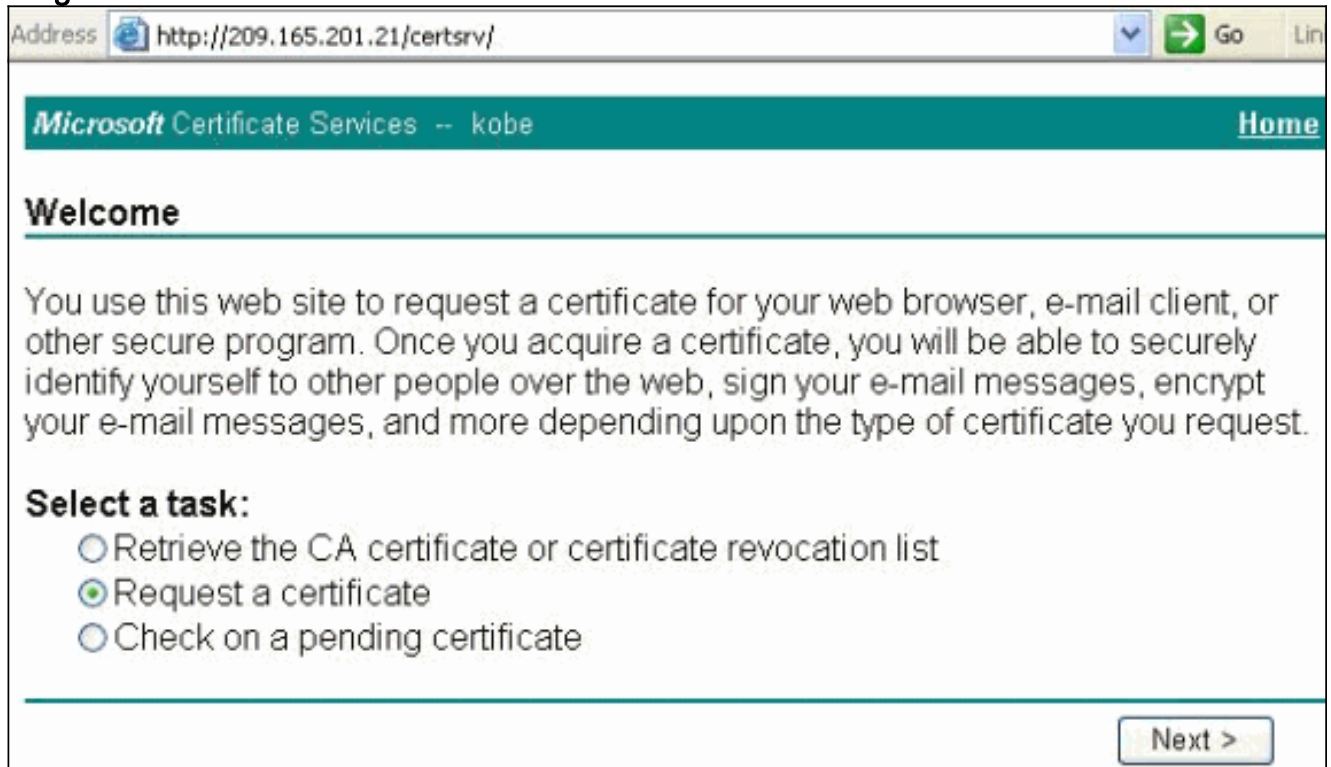 Address http://209.165.201.21/certsrv/ Go Lin
Microsoft Certificate Services -- kobe Home
Welcome
You use this web site to request a certificate for your web browser, e-mail client, or
other secure program. Once you acquire a certificate, you will be able to securely
identify yourself to other people over the web, sign your e-mail messages, encrypt
your e-mail messages, and more depending upon the type of certificate you request.
Select a task:
Retrieve the CA certificate or certificate revocation list
Request a certificate
Check on a pending certificate
Next >